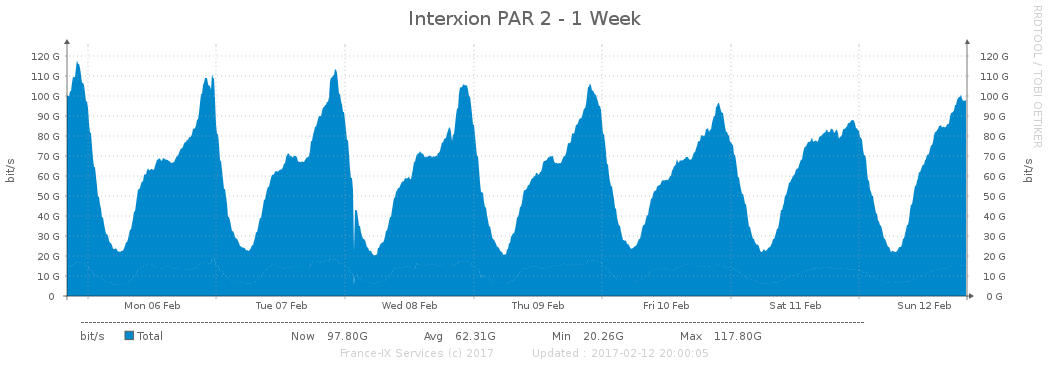 Interxion PAR 2 - 1 Week
RRDTOOL / TOBI OETIKER
bit/s
120 G 120 G
110 G 110 G
100 G 100 G
90 G 90 G
80 G 80 G
70 G 70 G
60 G 60 G
50 G 50 G
40 G 40 G
30 G 30 G
20 G 20 G
10 G 10 G
0 0 G
bit/s
Mon 06 Feb Tue 07 Feb Wed 08 Feb Thu 09 Feb Fri 10 Feb Sat 11 Feb Sun 12 Feb
bit/s Total Now 97.80G Avg 62.31G Min 20.26G Max 117.80G
France-IX Services (c) 2017 Updated : 2017-02-12 20:00:05